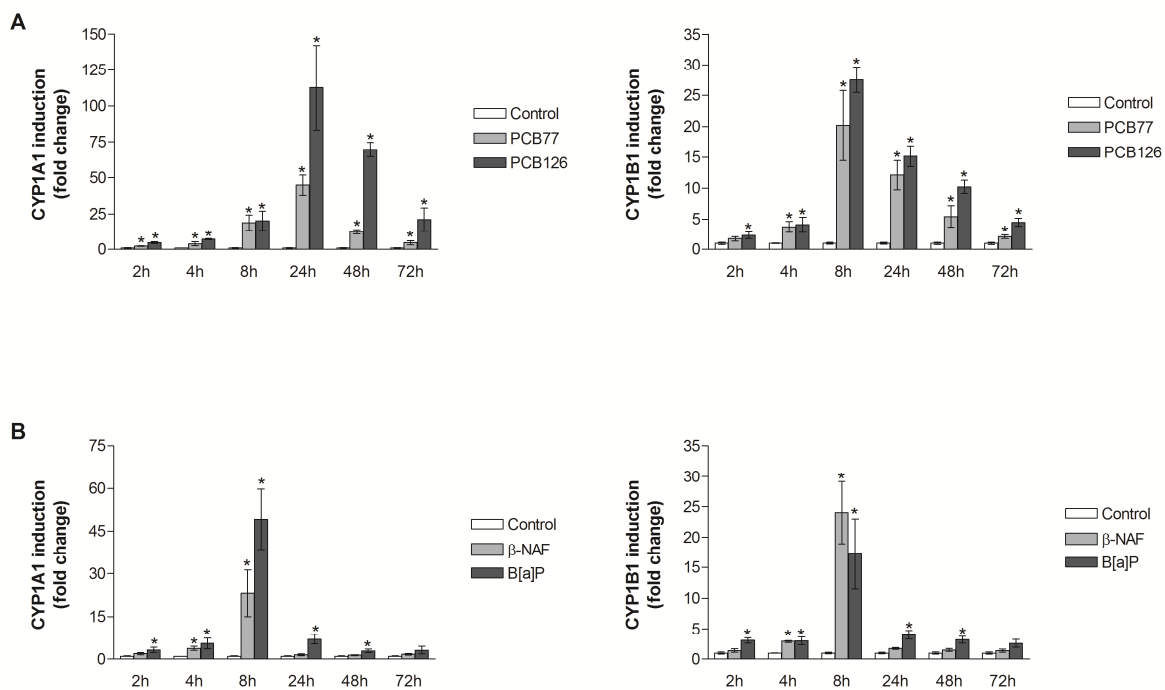 A
CYP1A1 induction
(fold change)
150
125
100
75
50
25
0
* * * * * * * * * * * *
2h 4h 8h 24h 48h 72h
Control
PCB77
PCB126
CYP1B1 induction
(fold change)
35
30
25
20
15
10
5
0
* * * * * * * * * * *
2h 4h 8h 24h 48h 72h
Control
PCB77
PCB126
B
CYP1A1 induction
(fold change)
75
60
45
30
15
0
* * * * * * *
2h 4h 8h 24h 48h 72h
Control
β-NAF
B[a]P
CYP1B1 induction
(fold change)
35
30
25
20
15
10
5
0
* * * * * * *
2h 4h 8h 24h 48h 72h
Control
β-NAF
B[a]P